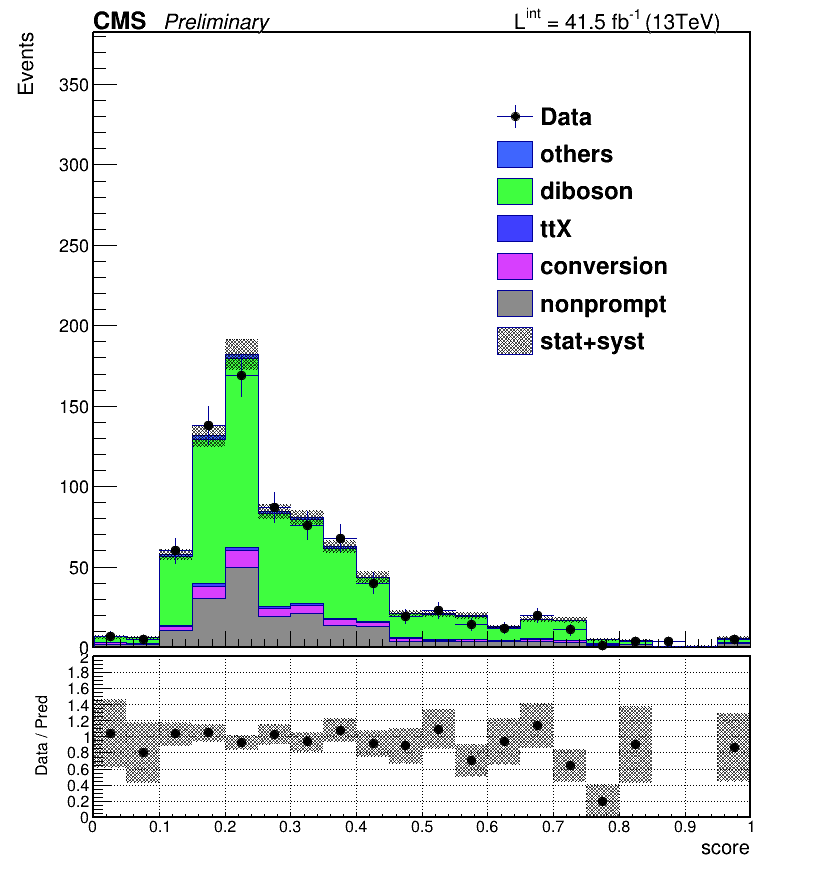 CMS Preliminary L^int = 41.5 fb^-1 (13TeV)
Events
350
300
250
200
150
100
50
0
Data
others
diboson
ttX
conversion
nonprompt
stat+syst
Data / Pred
2
1.8
1.6
1.4
1.2
1
0.8
0.6
0.4
0.2
0
0 0.1 0.2 0.3 0.4 0.5 0.6 0.7 0.8 0.9 1
score